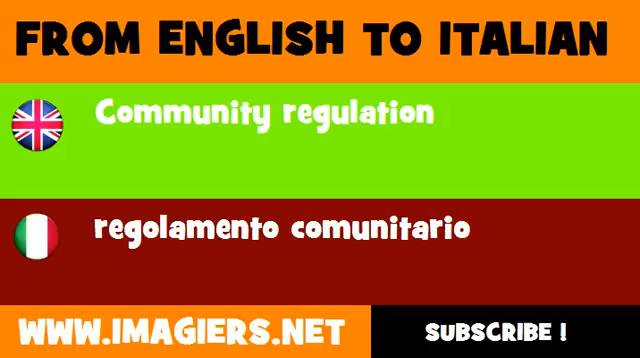 FROM ENGLISH TO ITALIAN
Community regulation
regolamento comunitario
WWW.IMAGIERS.NET
SUBSCRIBE !